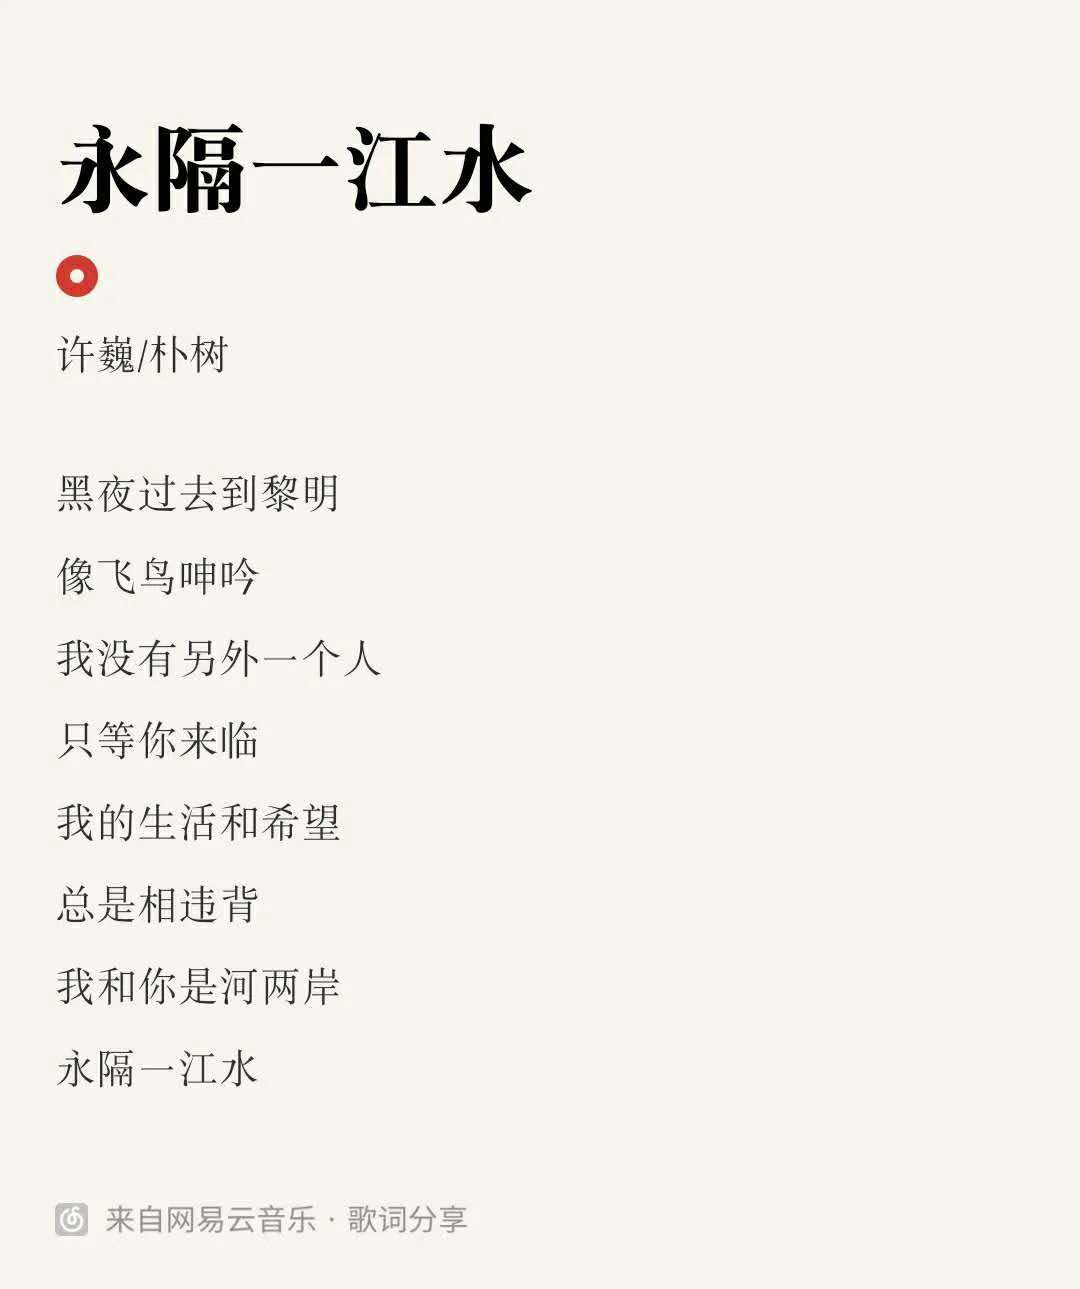 永隔一江水
许巍/朴树
黑夜过去到黎明
像飞鸟呻吟
我没有另外一个人
只等你来临
我的生活和希望
总是相违背
我和你是河两岸
永隔一江水
来自网易云音乐 · 歌词分享